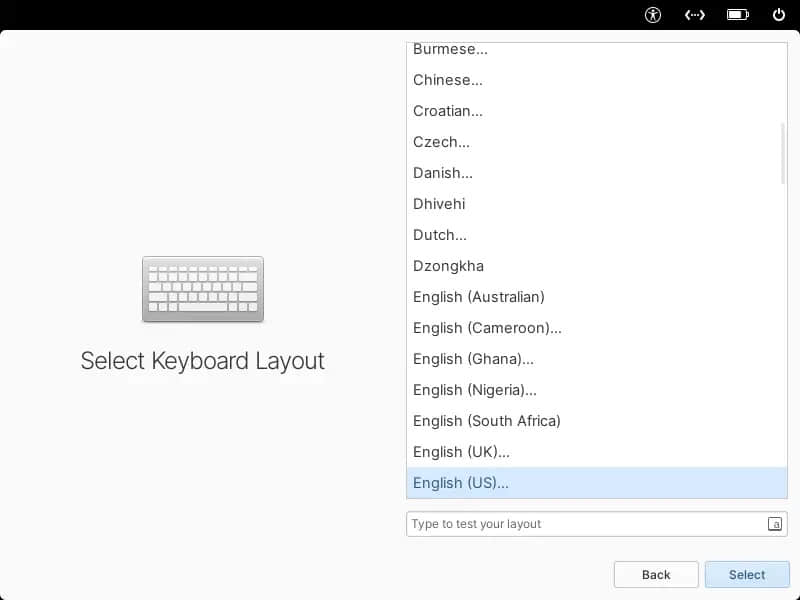 Select Keyboard Layout
Burmese...
Chinese...
Croatian...
Czech...
Danish...
Dhivehi
Dutch...
Dzongkha
English (Australian)
English (Cameroon)...
English (Ghana)...
English (Nigeria)...
English (South Africa)
English (UK)...
English (US)...
Type to test your layout
a
Back
Select